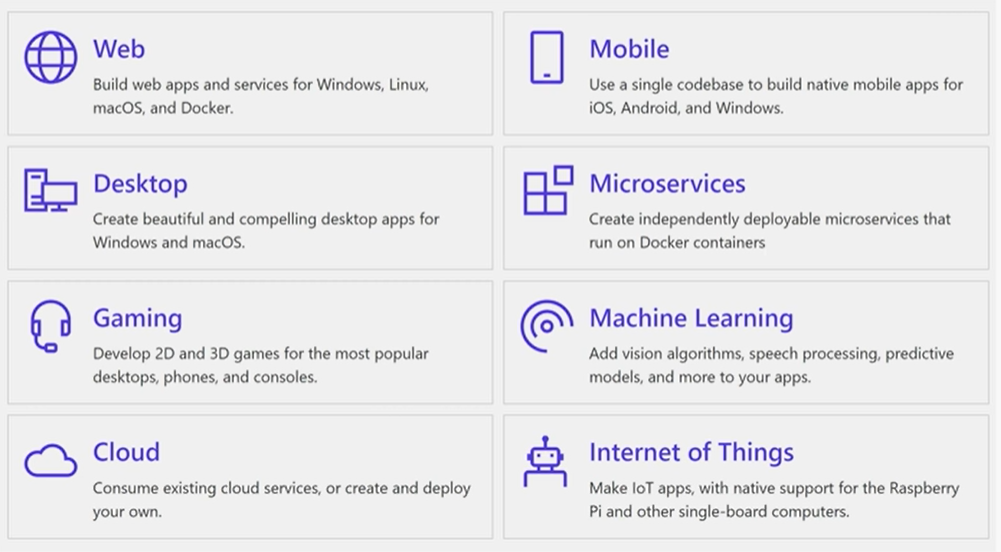 Web
Build web apps and services for Windows, Linux,
macOS, and Docker.
Mobile
Use a single codebase to build native mobile apps for
iOS, Android, and Windows.
Desktop
Create beautiful and compelling desktop apps for
Windows and macOS.
Microservices
Create independently deployable microservices that
run on Docker containers
Gaming
Develop 2D and 3D games for the most popular
desktops, phones, and consoles.
Machine Learning
Add vision algorithms, speech processing, predictive
models, and more to your apps.
Cloud
Consume existing cloud services, or create and deploy
your own.
Internet of Things
Make IoT apps, with native support for the Raspberry
Pi and other single-board computers.